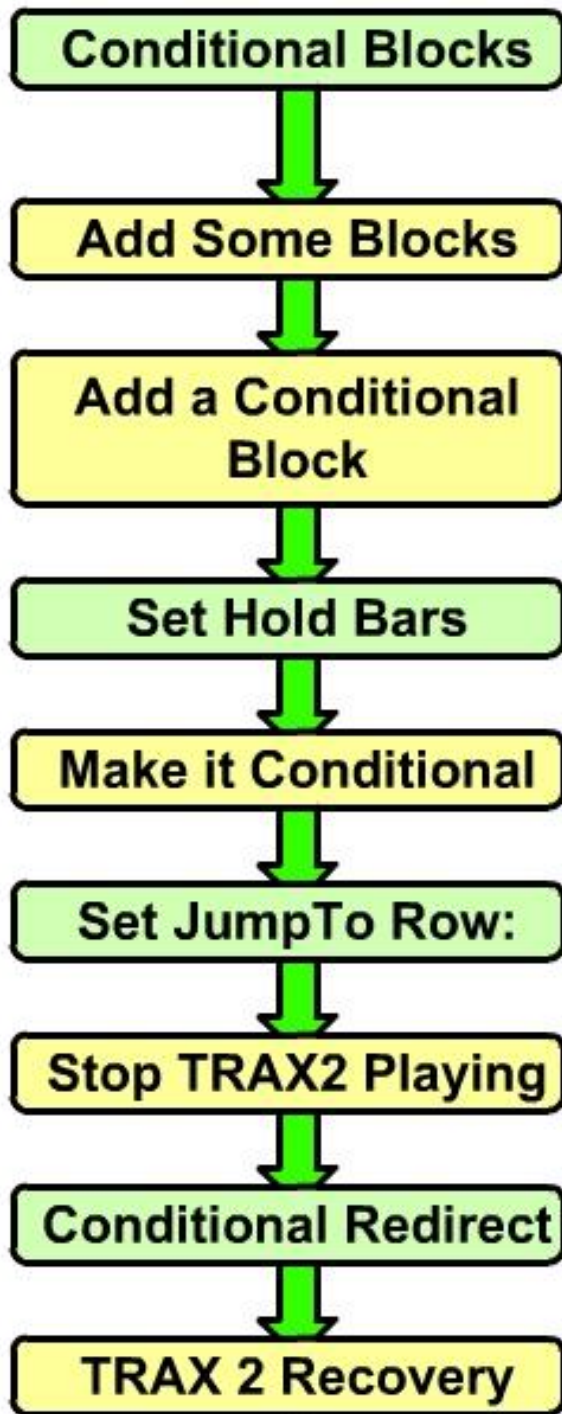 Conditional Blocks
Add Some Blocks
Add a Conditional
Block
Set Hold Bars
Make it Conditional
Set JumpTo Row:
Stop TRAX2 Playing
Conditional Redirect
TRAX 2 Recovery